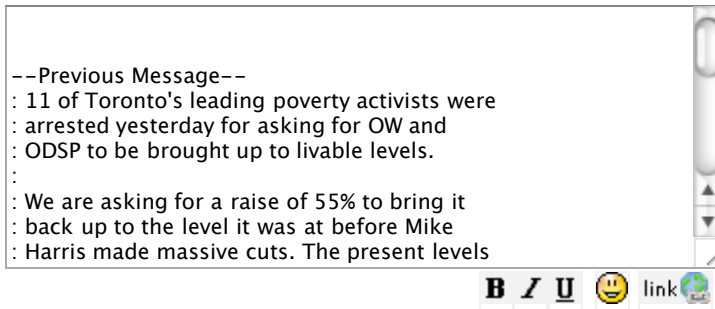 --Previous Message--
: 11 of Toronto's leading poverty activists were
: arrested yesterday for asking for OW and
: ODSP to be brought up to livable levels.
:
: We are asking for a raise of 55% to bring it
: back up to the level it was at before Mike
: Harris made massive cuts. The present levels
B I U link